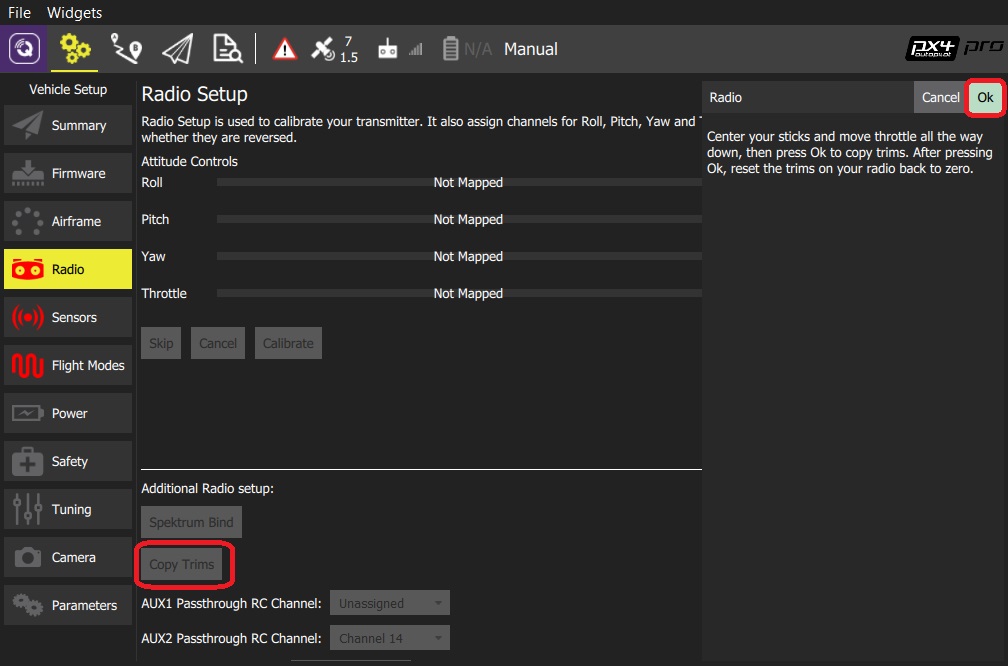 File Widgets
7
1.5
N/A Manual
px4 pro
autopilot
Vehicle Setup
Summary
Firmware
Airframe
Radio
Sensors
Flight Modes
Power
Safety
Tuning
Camera
Parameters
Radio Setup
Radio Setup is used to calibrate your transmitter. It also assign channels for Roll, Pitch, Yaw and T
whether they are reversed.
Attitude Controls
Roll Not Mapped
Pitch Not Mapped
Yaw Not Mapped
Throttle Not Mapped
Skip Cancel Calibrate
Additional Radio setup:
Spektrum Bind
Copy Trims
AUX1 Passthrough RC Channel: Unassigned
AUX2 Passthrough RC Channel: Channel 14
Radio Cancel Ok
Center your sticks and move throttle all the way
down, then press Ok to copy trims. After pressing
Ok, reset the trims on your radio back to zero.